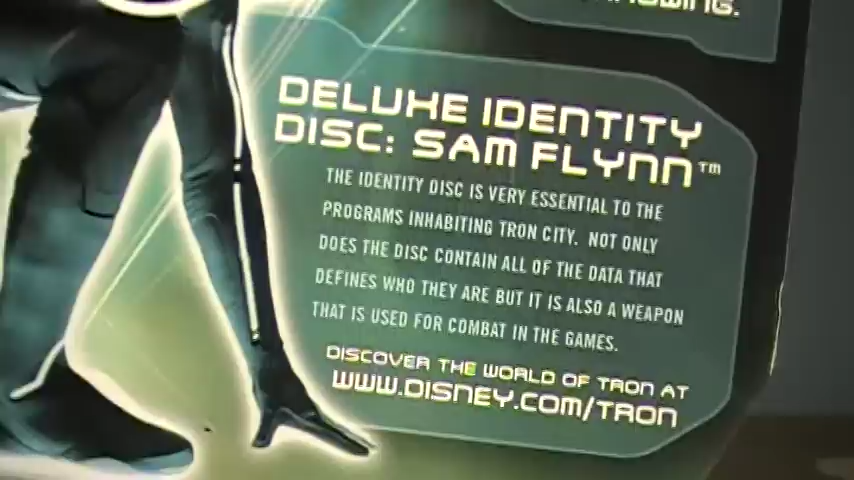 DELUXE IDENTITY
DISC: SAM FLYNN™
THE IDENTITY DISC IS VERY ESSENTIAL TO THE
PROGRAMS INHABITING TRON CITY. NOT ONLY
DOES THE DISC CONTAIN ALL OF THE DATA THAT
DEFINES WHO THEY ARE BUT IT IS ALSO A WEAPON
THAT IS USED FOR COMBAT IN THE GAMES.
DISCOVER THE WORLD OF TRON AT
WWW.DISNEY.COM/TRON